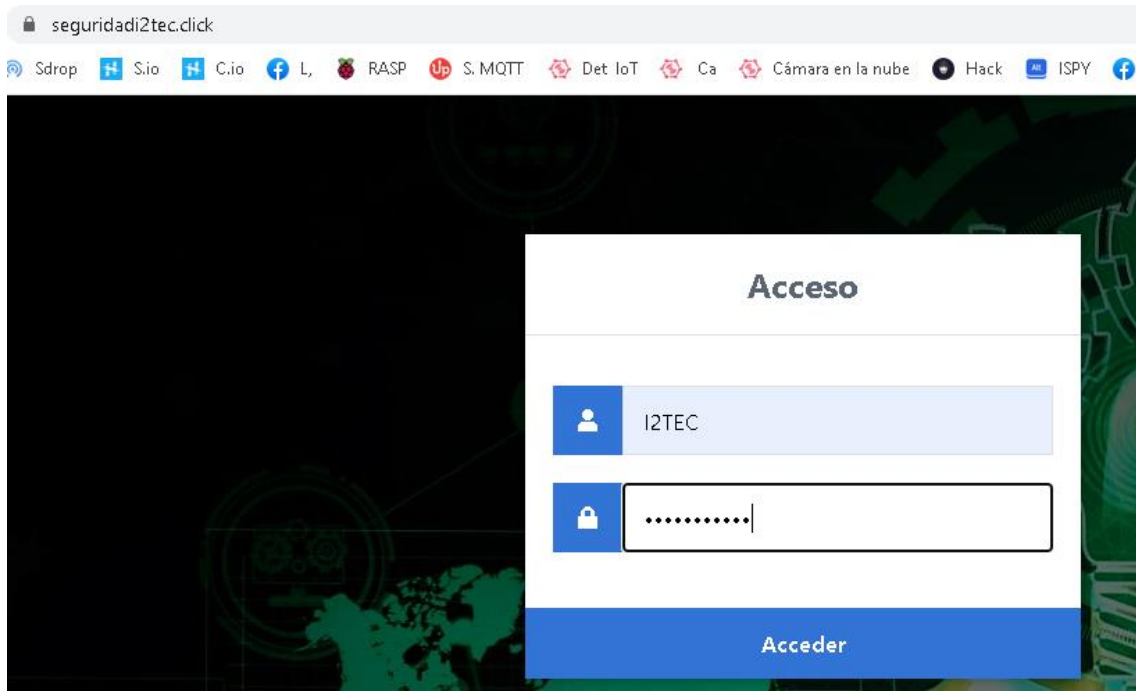 seguridadi2tec.click
Sdrop S.io C.io L, RASP Up S. MQTT Det IoT Ca Cámara en la nube Hack ISPY
Acceso
I2TEC
•••••••••••
Acceder